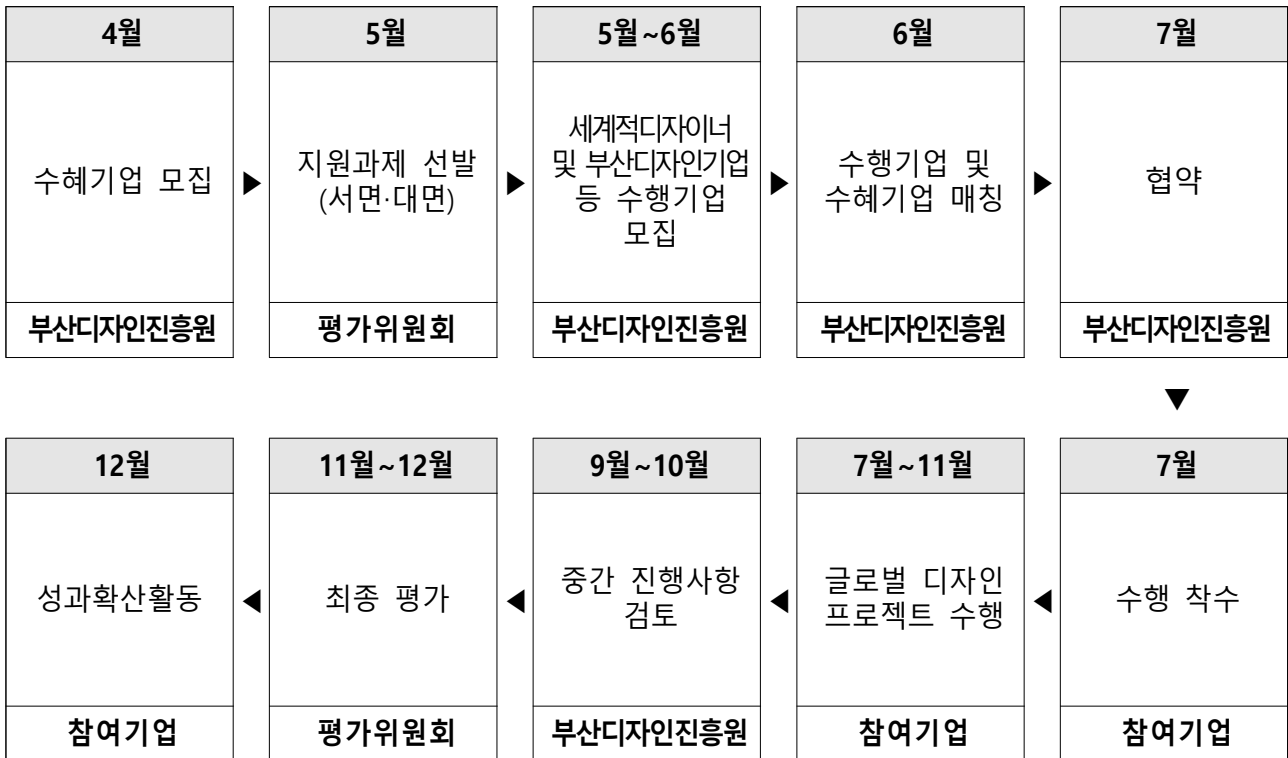 4월
수혜기업 모집
부산디자인진흥원
▶
5월
지원과제 선발
(서면·대면)
평가위원회
▶
5월~6월
세계적디자이너
및 부산디자인기업
등 수행기업
모집
부산디자인진흥원
▶
6월
수행기업 및
수혜기업 매칭
부산디자인진흥원
▶
7월
협약
부산디자인진흥원
▼
7월
수행 착수
참여기업
◀
7월~11월
글로벌 디자인
프로젝트 수행
참여기업
◀
9월~10월
중간 진행사항
검토
부산디자인진흥원
◀
11월~12월
최종 평가
평가위원회
◀
12월
성과확산활동
참여기업